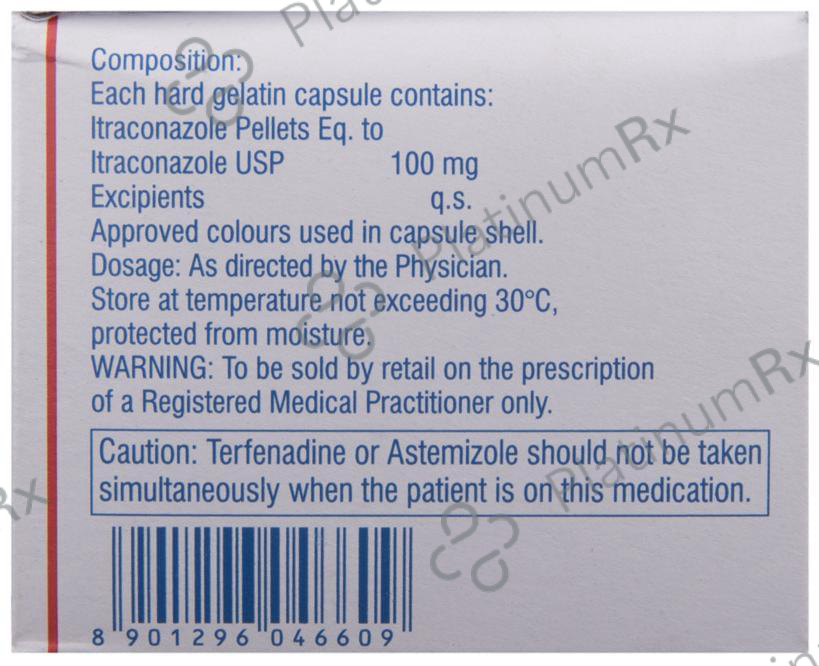 Composition:
Each hard gelatin capsule contains:
Itraconazole Pellets Eq. to
Itraconazole USP 100 mg
Excipients q.s.
Approved colours used in capsule shell.
Dosage: As directed by the Physician.
Store at temperature not exceeding 30°C,
protected from moisture.
WARNING: To be sold by retail on the prescription
of a Registered Medical Practitioner only.
Caution: Terfenadine or Astemizole should not be taken
simultaneously when the patient is on this medication.
8 901296 046609
PlatinumRx
PlatinumRx